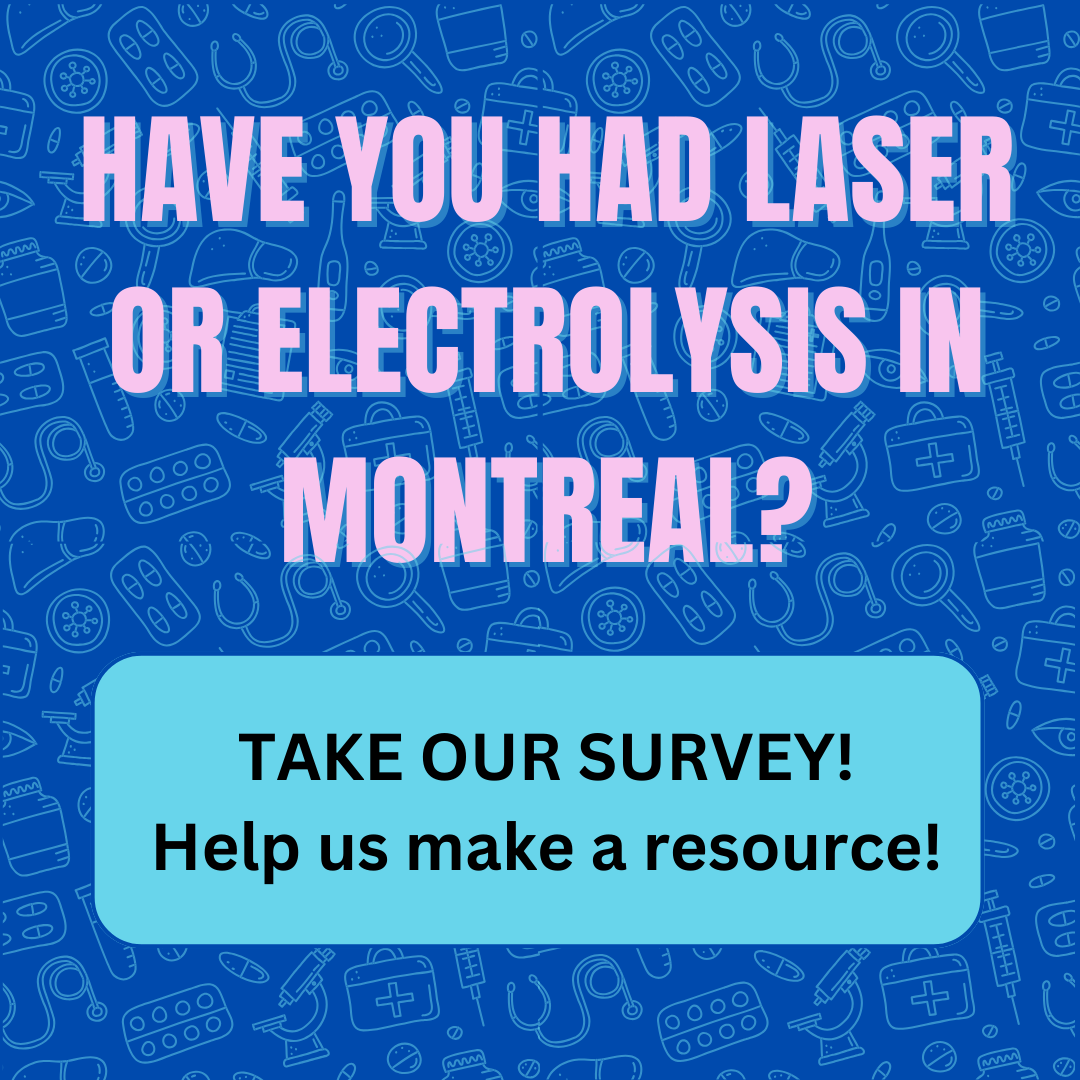 HAVE YOU HAD LASER
OR ELECTROLYSIS IN
MONTREAL?
TAKE OUR SURVEY!
Help us make a resource!